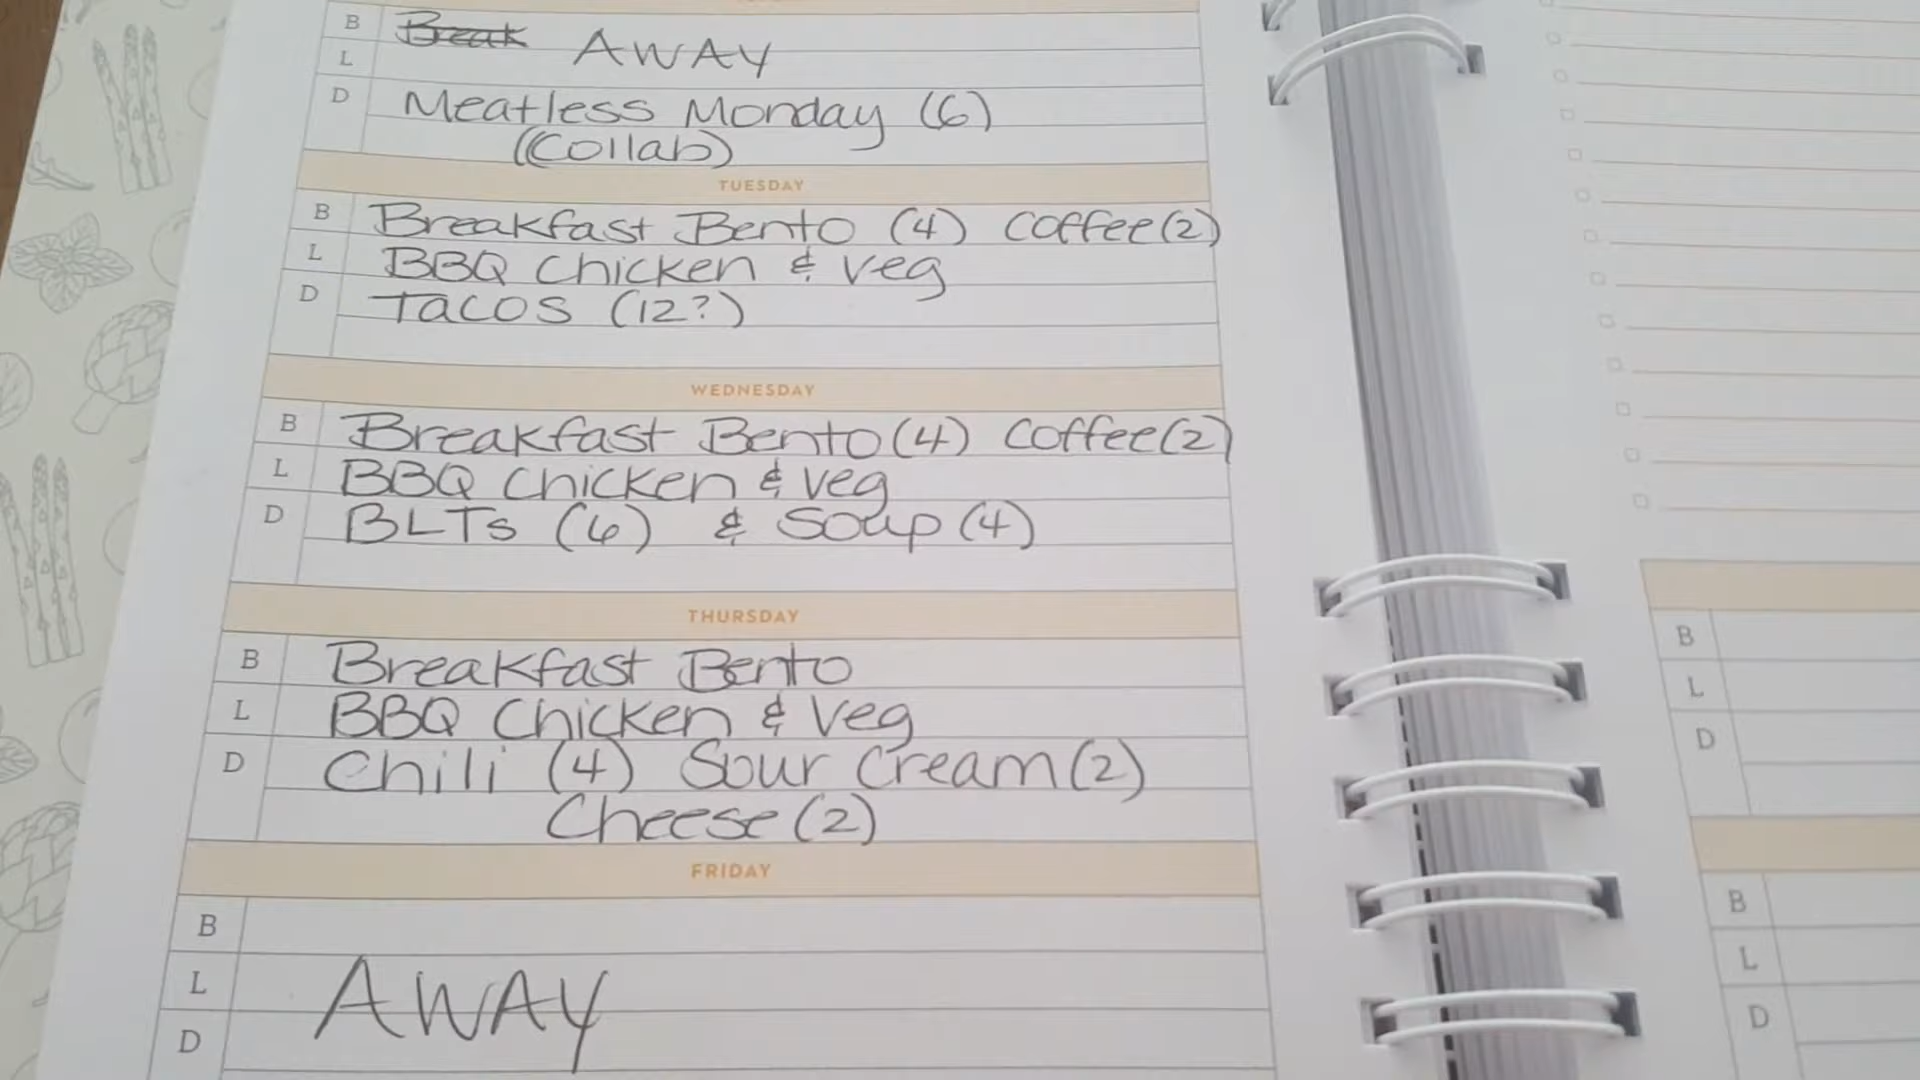 B ~~Break~~ AWAY
L
D Meatless Monday (6)
(Collab)
TUESDAY
B Breakfast Bento (4) Coffee (2)
L BBQ Chicken & Veg
D Tacos (12?)
WEDNESDAY
B Breakfast Bento (4) Coffee (2)
L BBQ Chicken & Veg
D BLTs (6) & Soup (4)
THURSDAY
B Breakfast Bento
L BBQ Chicken & Veg
D Chili (4) Sour Cream (2)
Cheese (2)
FRIDAY
B
L AWAY
D
B
L
D
B
L
D